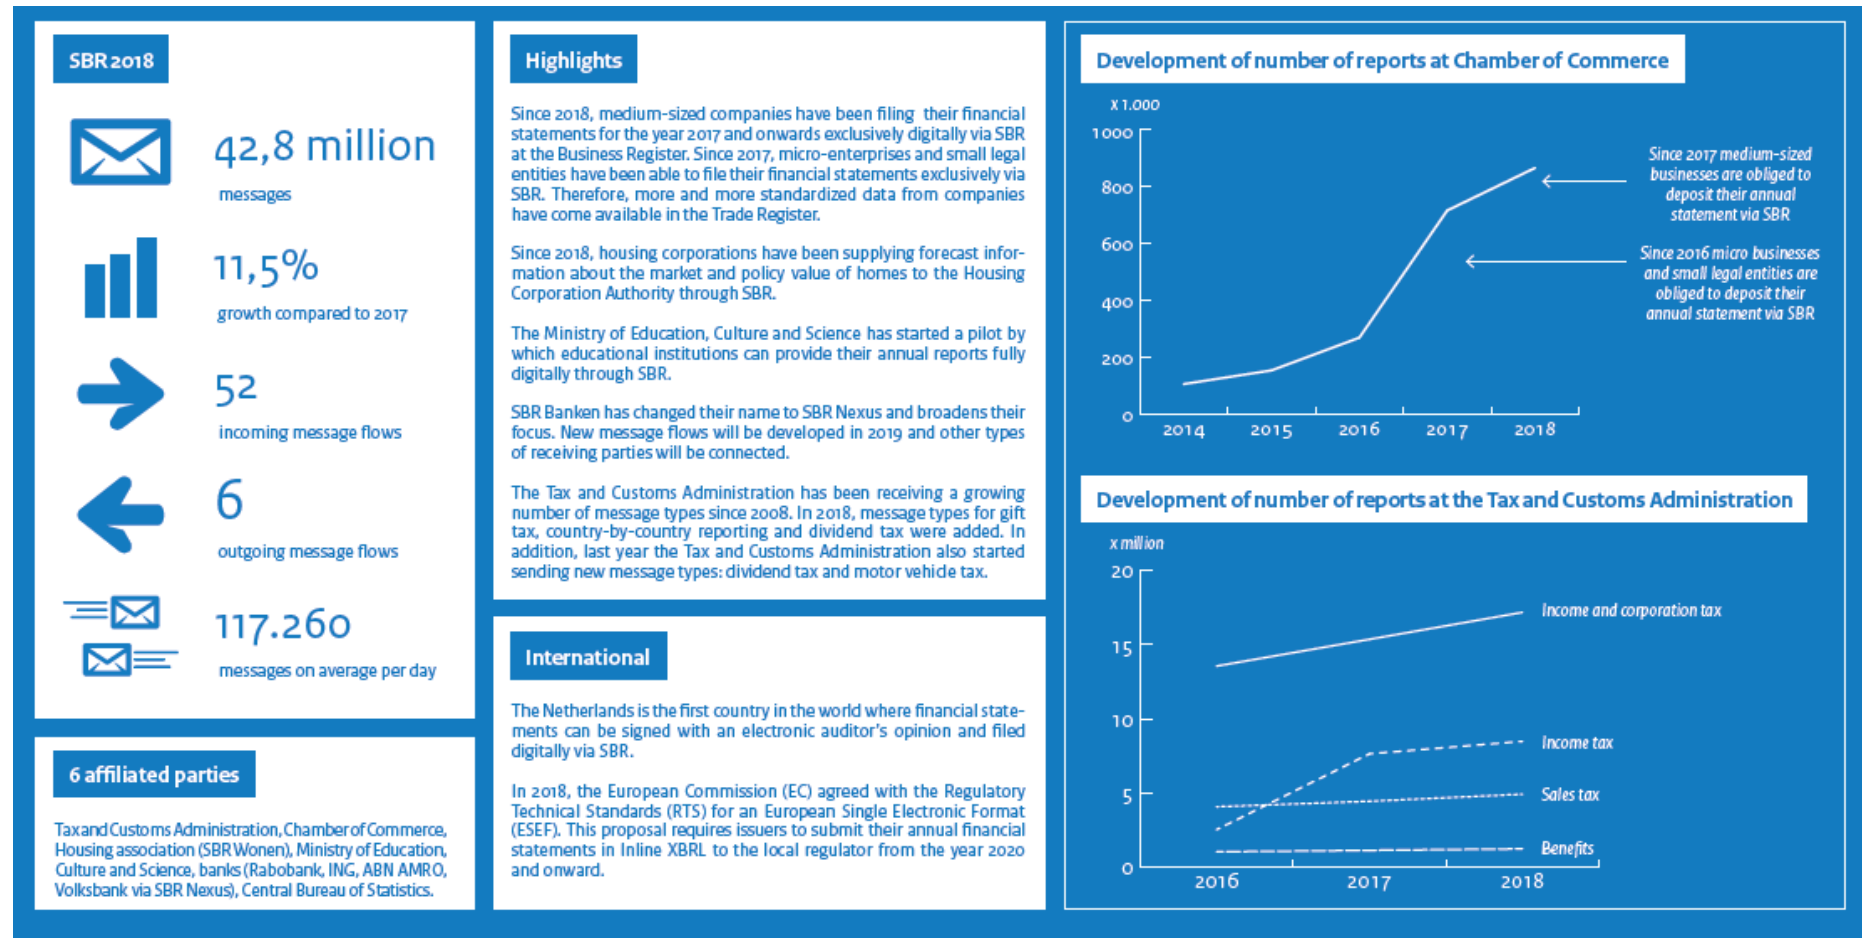 SBR 2018
42,8 million
messages
11,5%
growth compared to 2017
52
incoming message flows
6
outgoing message flows
117.260
messages on average per day
6 affiliated parties
Tax and Customs Administration, Chamber of Commerce,
Housing association (SBR Wonen), Ministry of Education,
Culture and Science, banks (Rabobank, ING, ABN AMRO,
Volksbank via SBR Nexus), Central Bureau of Statistics.
Highlights
Since 2018, medium-sized companies have been filing their financial
statements for the year 2017 and onwards exclusively digitally via SBR
at the Business Register. Since 2017, micro-enterprises and small legal
entities have been able to file their financial statements exclusively via
SBR. Therefore, more and more standardized data from companies
have come available in the Trade Register.
Since 2018, housing corporations have been supplying forecast infor-
mation about the market and policy value of homes to the Housing
Corporation Authority through SBR.
The Ministry of Education, Culture and Science has started a pilot by
which educational institutions can provide their annual reports fully
digitally through SBR.
SBR Banken has changed their name to SBR Nexus and broadens their
focus. New message flows will be developed in 2019 and other types
of receiving parties will be connected.
The Tax and Customs Administration has been receiving a growing
number of message types since 2008. In 2018, message types for gift
tax, country-by-country reporting and dividend tax were added. In
addition, last year the Tax and Customs Administration also started
sending new message types: dividend tax and motor vehicle tax.
International
The Netherlands is the first country in the world where financial state-
ments can be signed with an electronic auditor's opinion and filed
digitally via SBR.
In 2018, the European Commission (EC) agreed with the Regulatory
Technical Standards (RTS) for an European Single Electronic Format
(ESEF). This proposal requires issuers to submit their annual financial
statements in Inline XBRL to the local regulator from the year 2020
and onward.
Development of number of reports at Chamber of Commerce
x 1.000
1000
800
600
400
200
0
2014 2015 2016 2017 2018
Since 2017 medium-sized
businesses are obliged to
deposit their annual
statement via SBR
Since 2016 micro businesses
and small legal entities are
obliged to deposit their
annual statement via SBR
Development of number of reports at the Tax and Customs Administration
x million
20
15
10
5
0
2016 2017 2018
Income and corporation tax
Income tax
Sales tax
Benefits